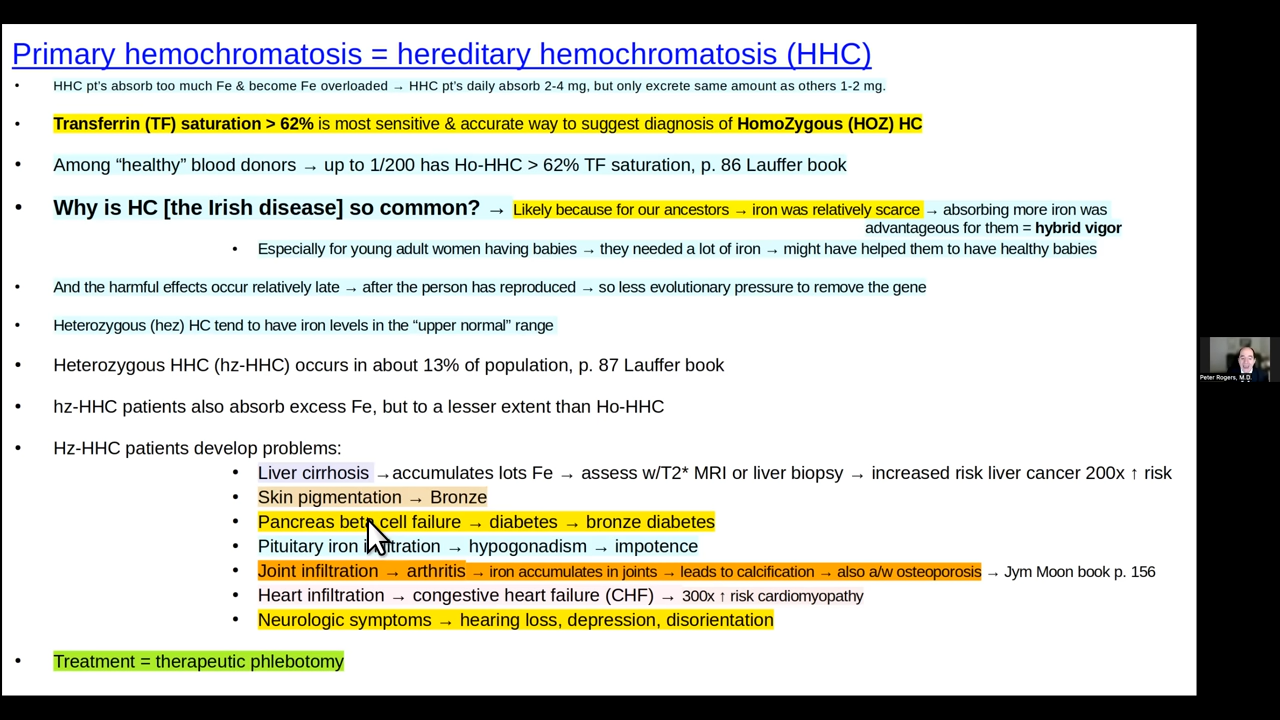 Primary hemochromatosis = hereditary hemochromatosis (HHC)
• HHC pt's absorb too much Fe & become Fe overloaded → HHC pt's daily absorb 2-4 mg, but only excrete same amount as others 1-2 mg.
• Transferrin (TF) saturation > 62% is most sensitive & accurate way to suggest diagnosis of HomoZygous (HOZ) HC
• Among “healthy” blood donors → up to 1/200 has Ho-HHC > 62% TF saturation, p. 86 Lauffer book
• Why is HC [the Irish disease] so common? → Likely because for our ancestors → iron was relatively scarce → absorbing more iron was
advantageous for them = hybrid vigor
• Especially for young adult women having babies → they needed a lot of iron → might have helped them to have healthy babies
• And the harmful effects occur relatively late → after the person has reproduced → so less evolutionary pressure to remove the gene
• Heterozygous (hez) HC tend to have iron levels in the “upper normal” range
• Heterozygous HHC (hz-HHC) occurs in about 13% of population, p. 87 Lauffer book
• hz-HHC patients also absorb excess Fe, but to a lesser extent than Ho-HHC
• Hz-HHC patients develop problems:
• Liver cirrhosis →accumulates lots Fe → assess w/T2* MRI or liver biopsy → increased risk liver cancer 200x ↑ risk
• Skin pigmentation → Bronze
• Pancreas beta cell failure → diabetes → bronze diabetes
• Pituitary iron infiltration → hypogonadism → impotence
• Joint infiltration → arthritis → iron accumulates in joints → leads to calcification → also a/w osteoporosis → Jym Moon book p. 156
• Heart infiltration → congestive heart failure (CHF) → 300x ↑ risk cardiomyopathy
• Neurologic symptoms → hearing loss, depression, disorientation
• Treatment = therapeutic phlebotomy
Peter Rogers, M.D.